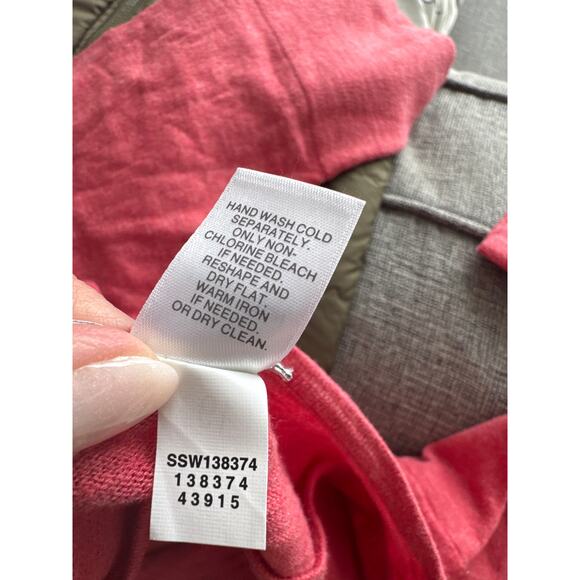 HAND WASH COLD
SEPARATELY.
ONLY NON-
CHLORINE BLEACH
IF NEEDED.
RESHAPE AND
DRY FLAT.
WARM IRON
IF NEEDED.
OR DRY CLEAN.
SSW138374
138374
43915